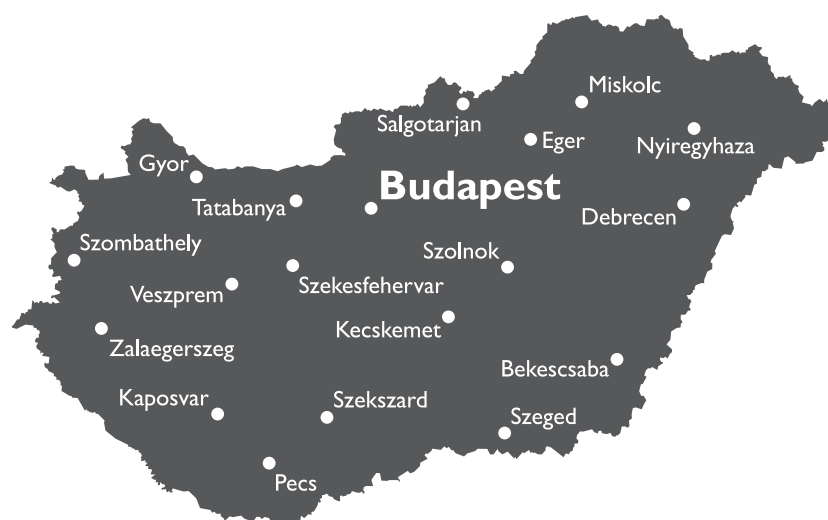 Miskolc
Salgotarjan
Eger
Nyiregyhaza
Gyor
Budapest
Tatabanya
Debrecen
Szombathely
Szolnok
Veszprem
Szekesfehervar
Kecskemet
Zalaegerszeg
Bekescsaba
Kaposvar
Szekszard
Szeged
Pecs